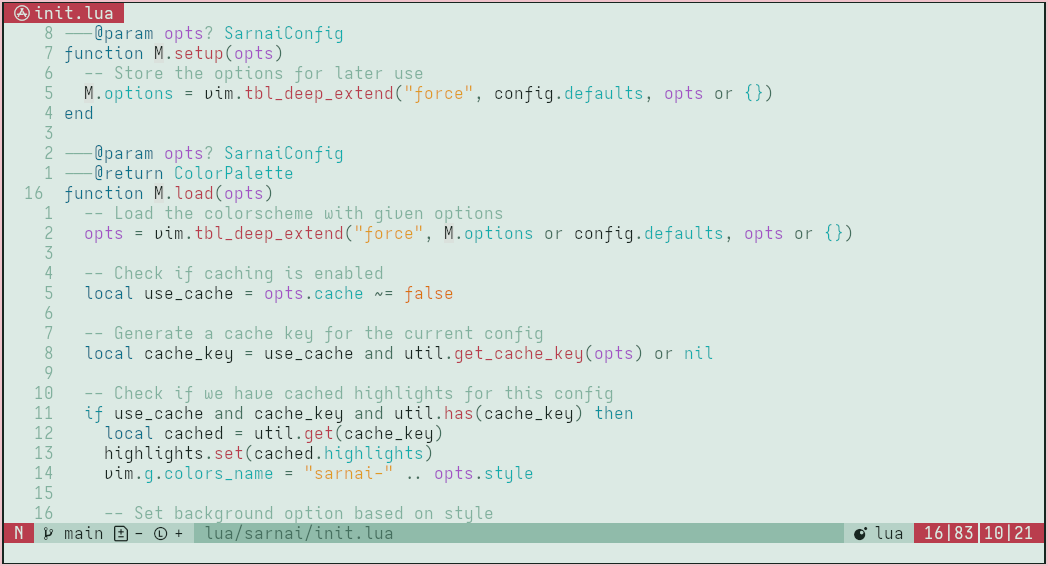 init.lua
8 ---@param opts? SarnaiConfig
7 function M.setup(opts)
6   -- Store the options for later use
5   M.options = vim.tbl_deep_extend("force", config.defaults, opts or {})
4 end
3
2 ---@param opts? SarnaiConfig
1 ---@return ColorPalette
16 function M.load(opts)
1   -- Load the colorscheme with given options
2   opts = vim.tbl_deep_extend("force", M.options or config.defaults, opts or {})
3
4   -- Check if caching is enabled
5   local use_cache = opts.cache ~= false
6
7   -- Generate a cache key for the current config
8   local cache_key = use_cache and util.get_cache_key(opts) or nil
9
10   -- Check if we have cached highlights for this config
11   if use_cache and cache_key and util.has(cache_key) then
12     local cached = util.get(cache_key)
13     highlights.set(cached.highlights)
14     vim.g.colors_name = "sarnai-" .. opts.style
15
16     -- Set background option based on style
N main ± - L + lua/sarnai/init.lua lua 16|83|10|21